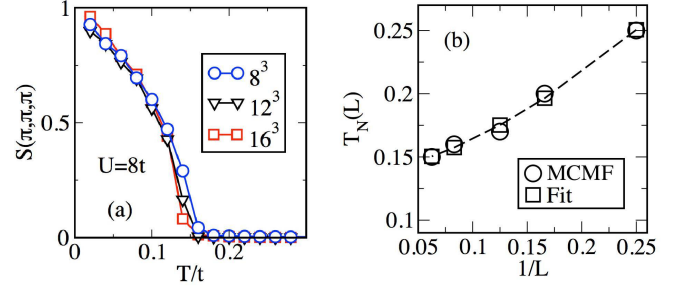 1
0.5
0
S(π,π,π)
8³
12³
16³
U=8t
(a)
0 0.1 0.2
T/t
(b)
0.25
0.2
0.15
0.1
T_N(L)
MCMF
Fit
0.05 0.1 0.15 0.2 0.25
1/L